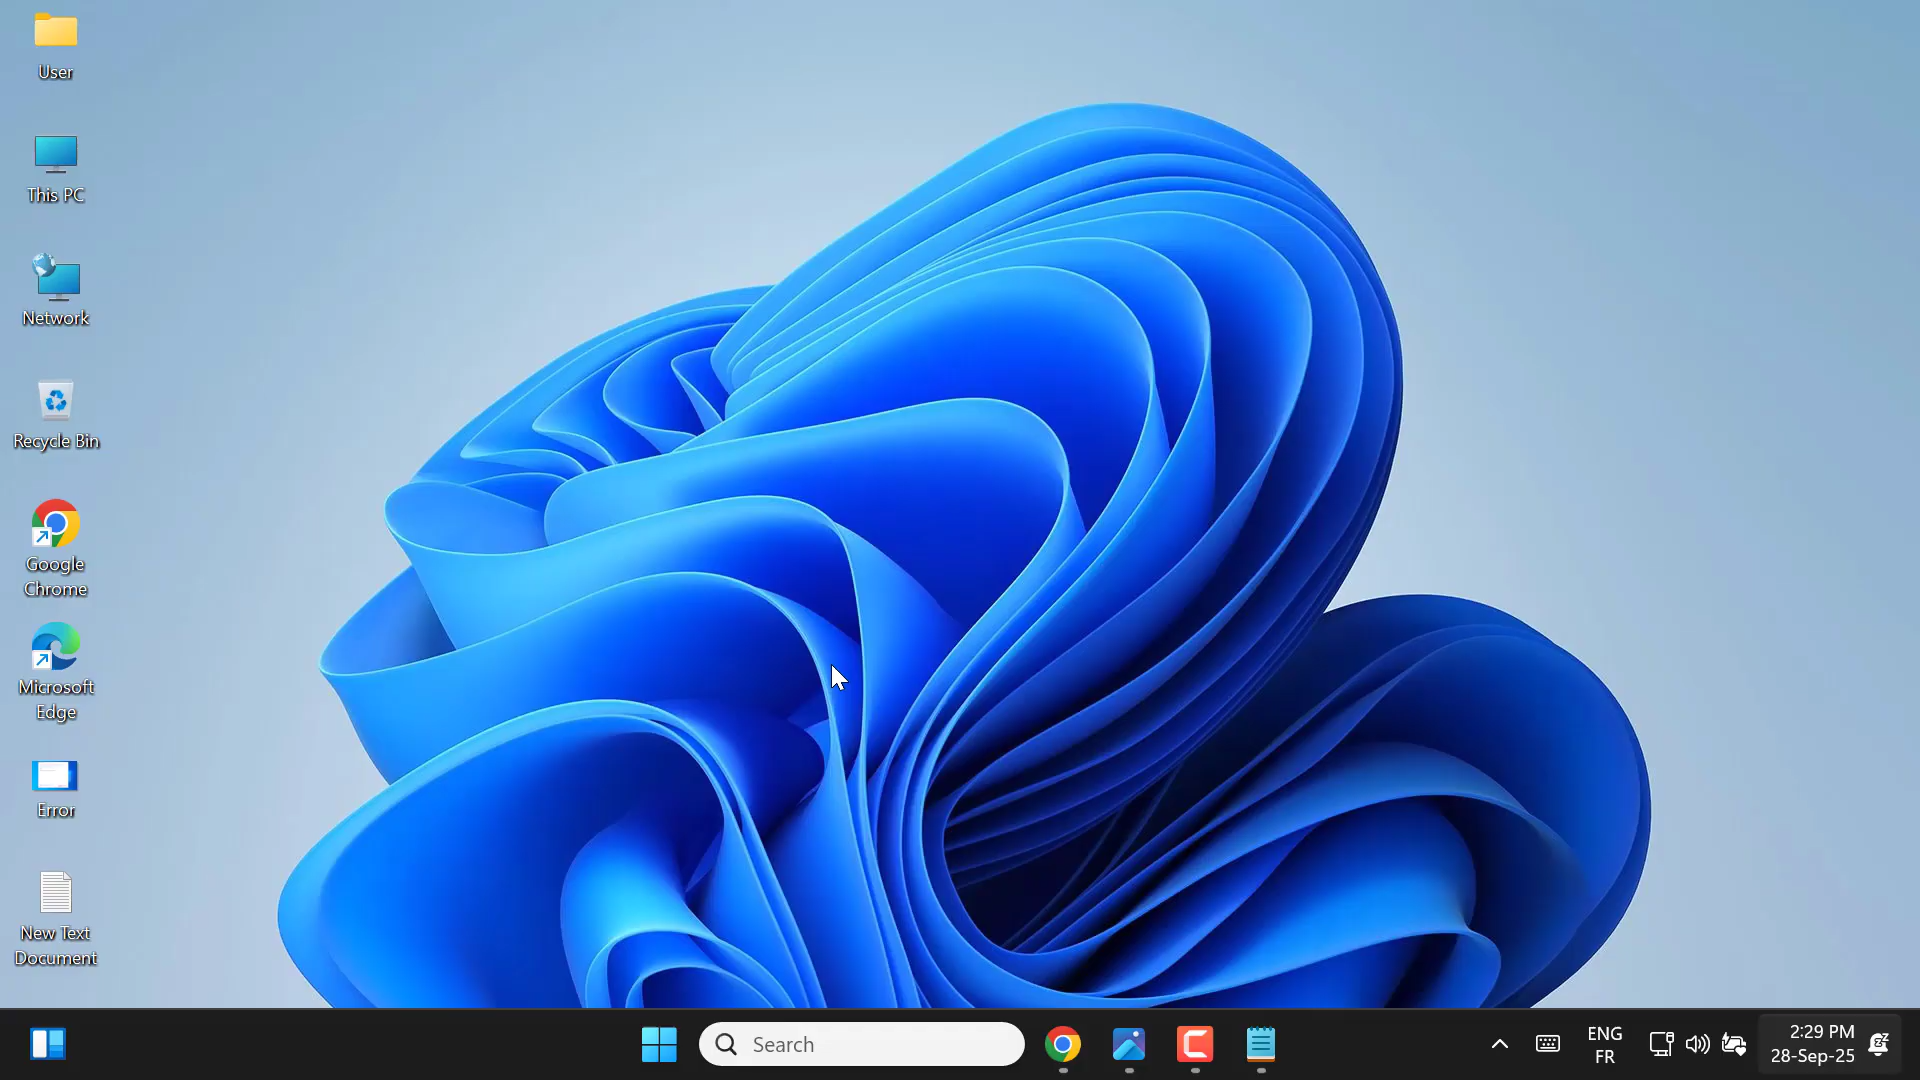 User
This PC
Network
Recycle Bin
Google
Chrome
Microsoft
Edge
Error
New Text
Document
Search
ENG
FR
2:29 PM
28-Sep-25